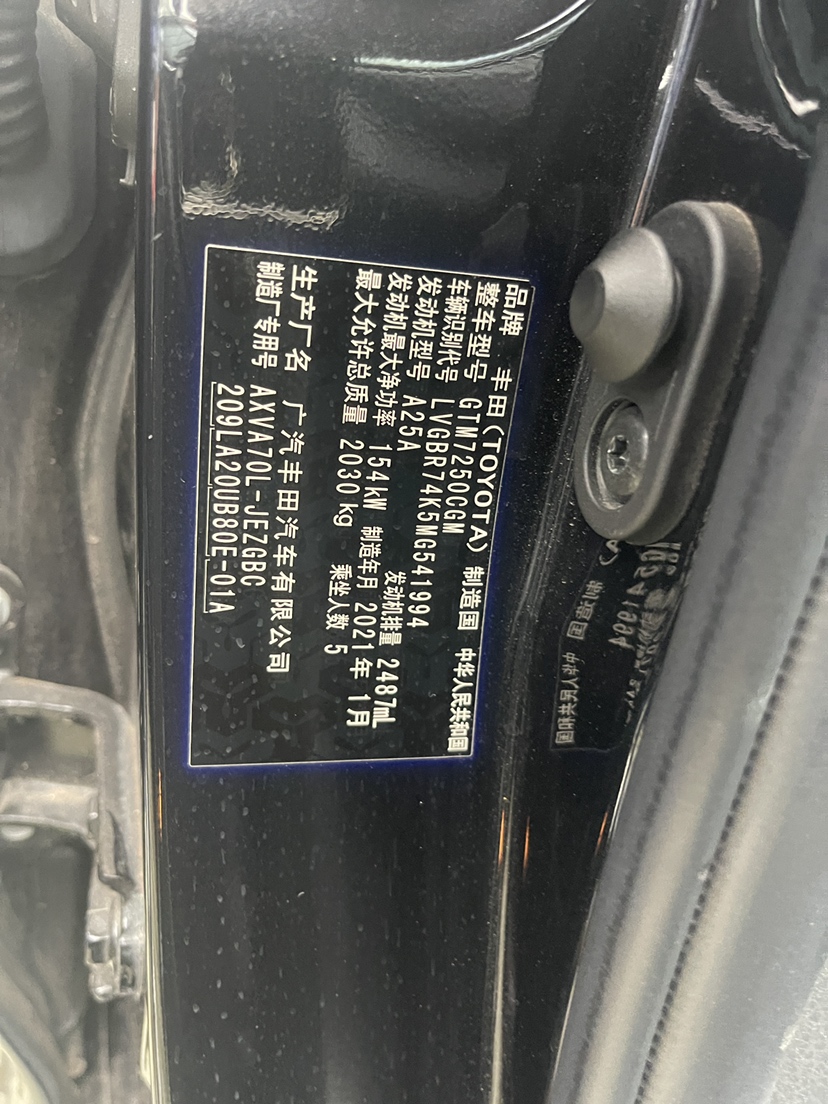 品牌 丰田(TOYOTA) 制造国 中华人民共和国
整车型号 GTM7250CGM
车辆识别代号 LVGBR74K5MG541994
发动机型号 A25A 发动机排量 2487mL
发动机最大净功率 154kW 制造年月 2021年 1月
最大允许总质量 2030kg 乘坐人数 5
生产厂名 广汽丰田汽车有限公司
制造厂专用号 AXVA70L-JEZGBC
209LA20UB80E-01A